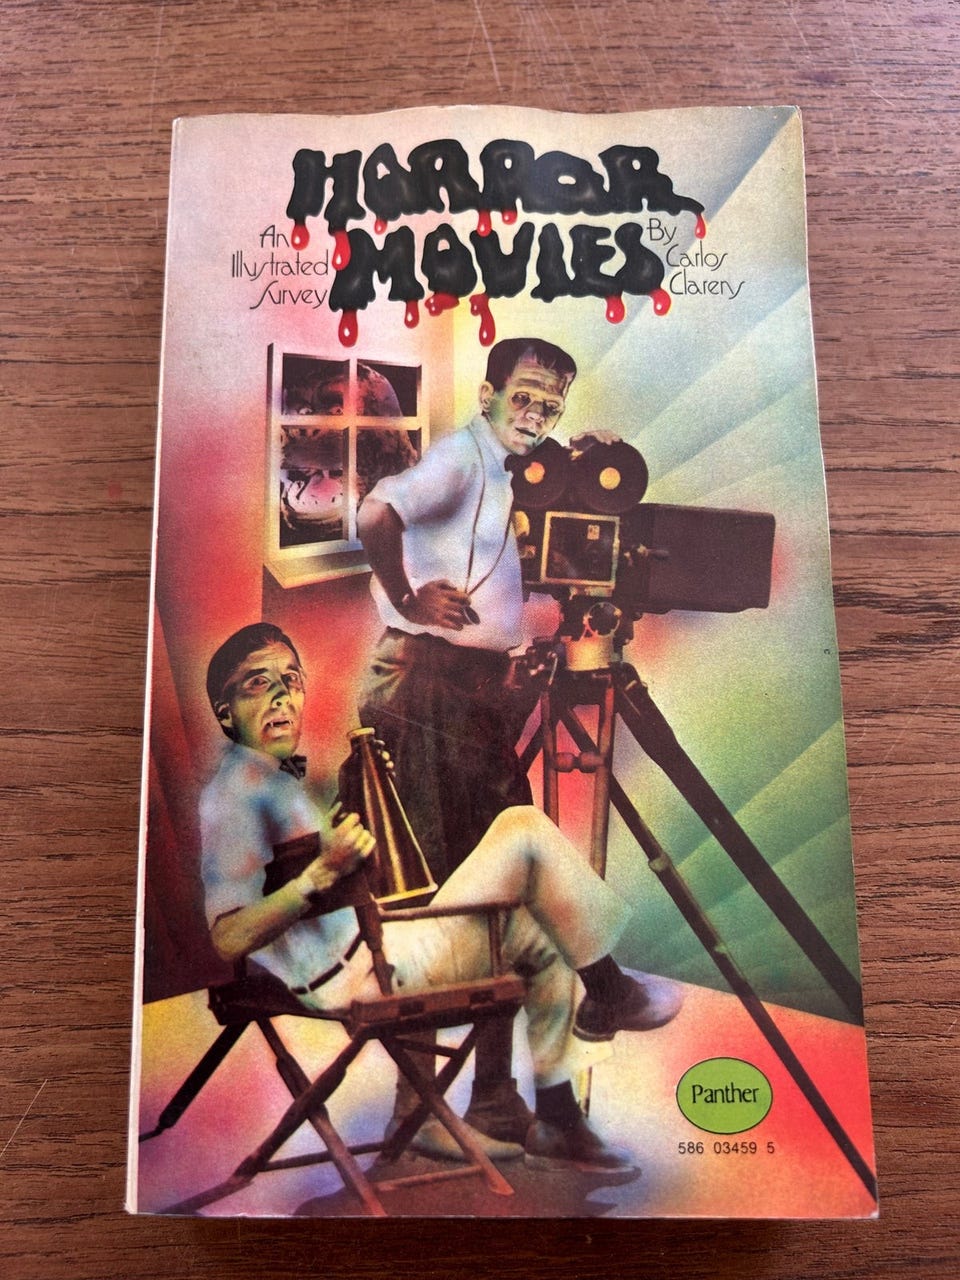 HORROR
MOVIES
An
Illustrated
Survey
By
Carlos
Clarens
Panther
586 03459 5